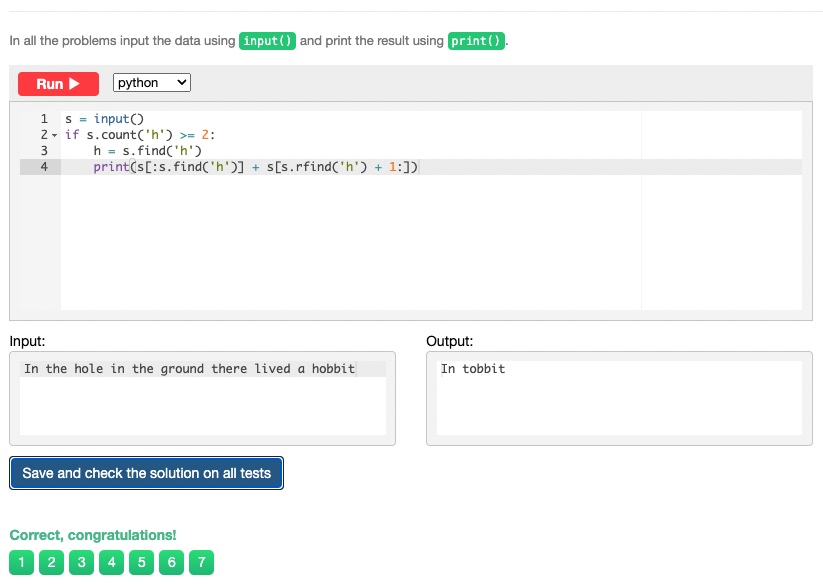 In all the problems input the data using input() and print the result using print().
Run ▶ python
1 s = input()
2 if s.count('h') >= 2:
3     h = s.find('h')
4     print(s[:s.find('h')] + s[s.rfind('h') + 1:])
Input: Output:
In the hole in the ground there lived a hobbit In tobbit
Save and check the solution on all tests
Correct, congratulations!
1 2 3 4 5 6 7